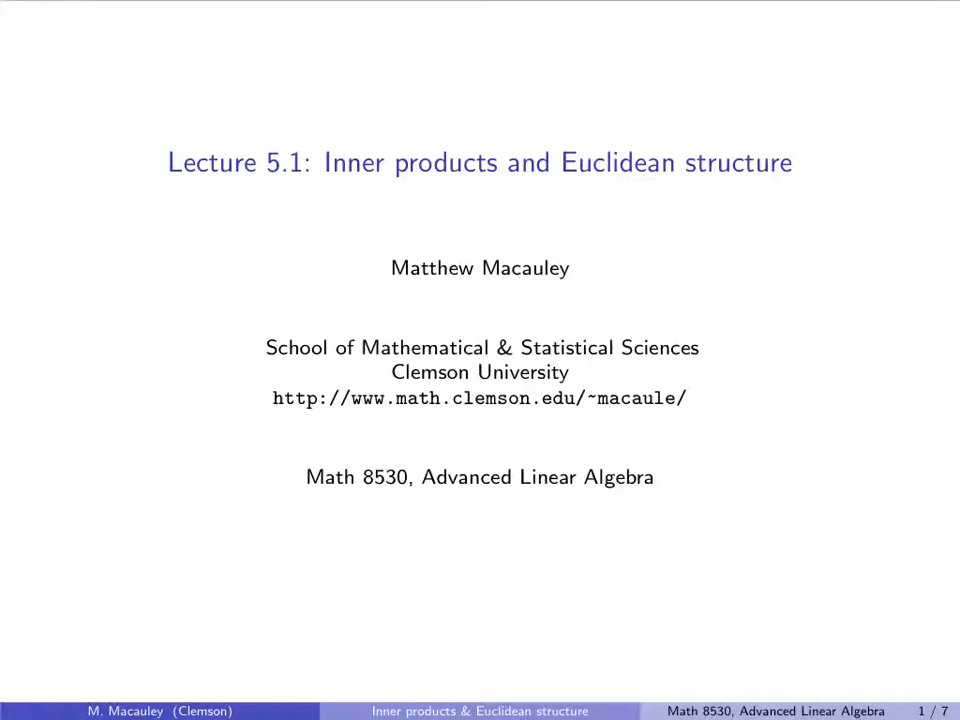 Lecture 5.1: Inner products and Euclidean structure
Matthew Macauley
School of Mathematical & Statistical Sciences
Clemson University
http://www.math.clemson.edu/~macaule/
Math 8530, Advanced Linear Algebra
M. Macauley (Clemson) Inner products & Euclidean structure Math 8530, Advanced Linear Algebra 1 / 7